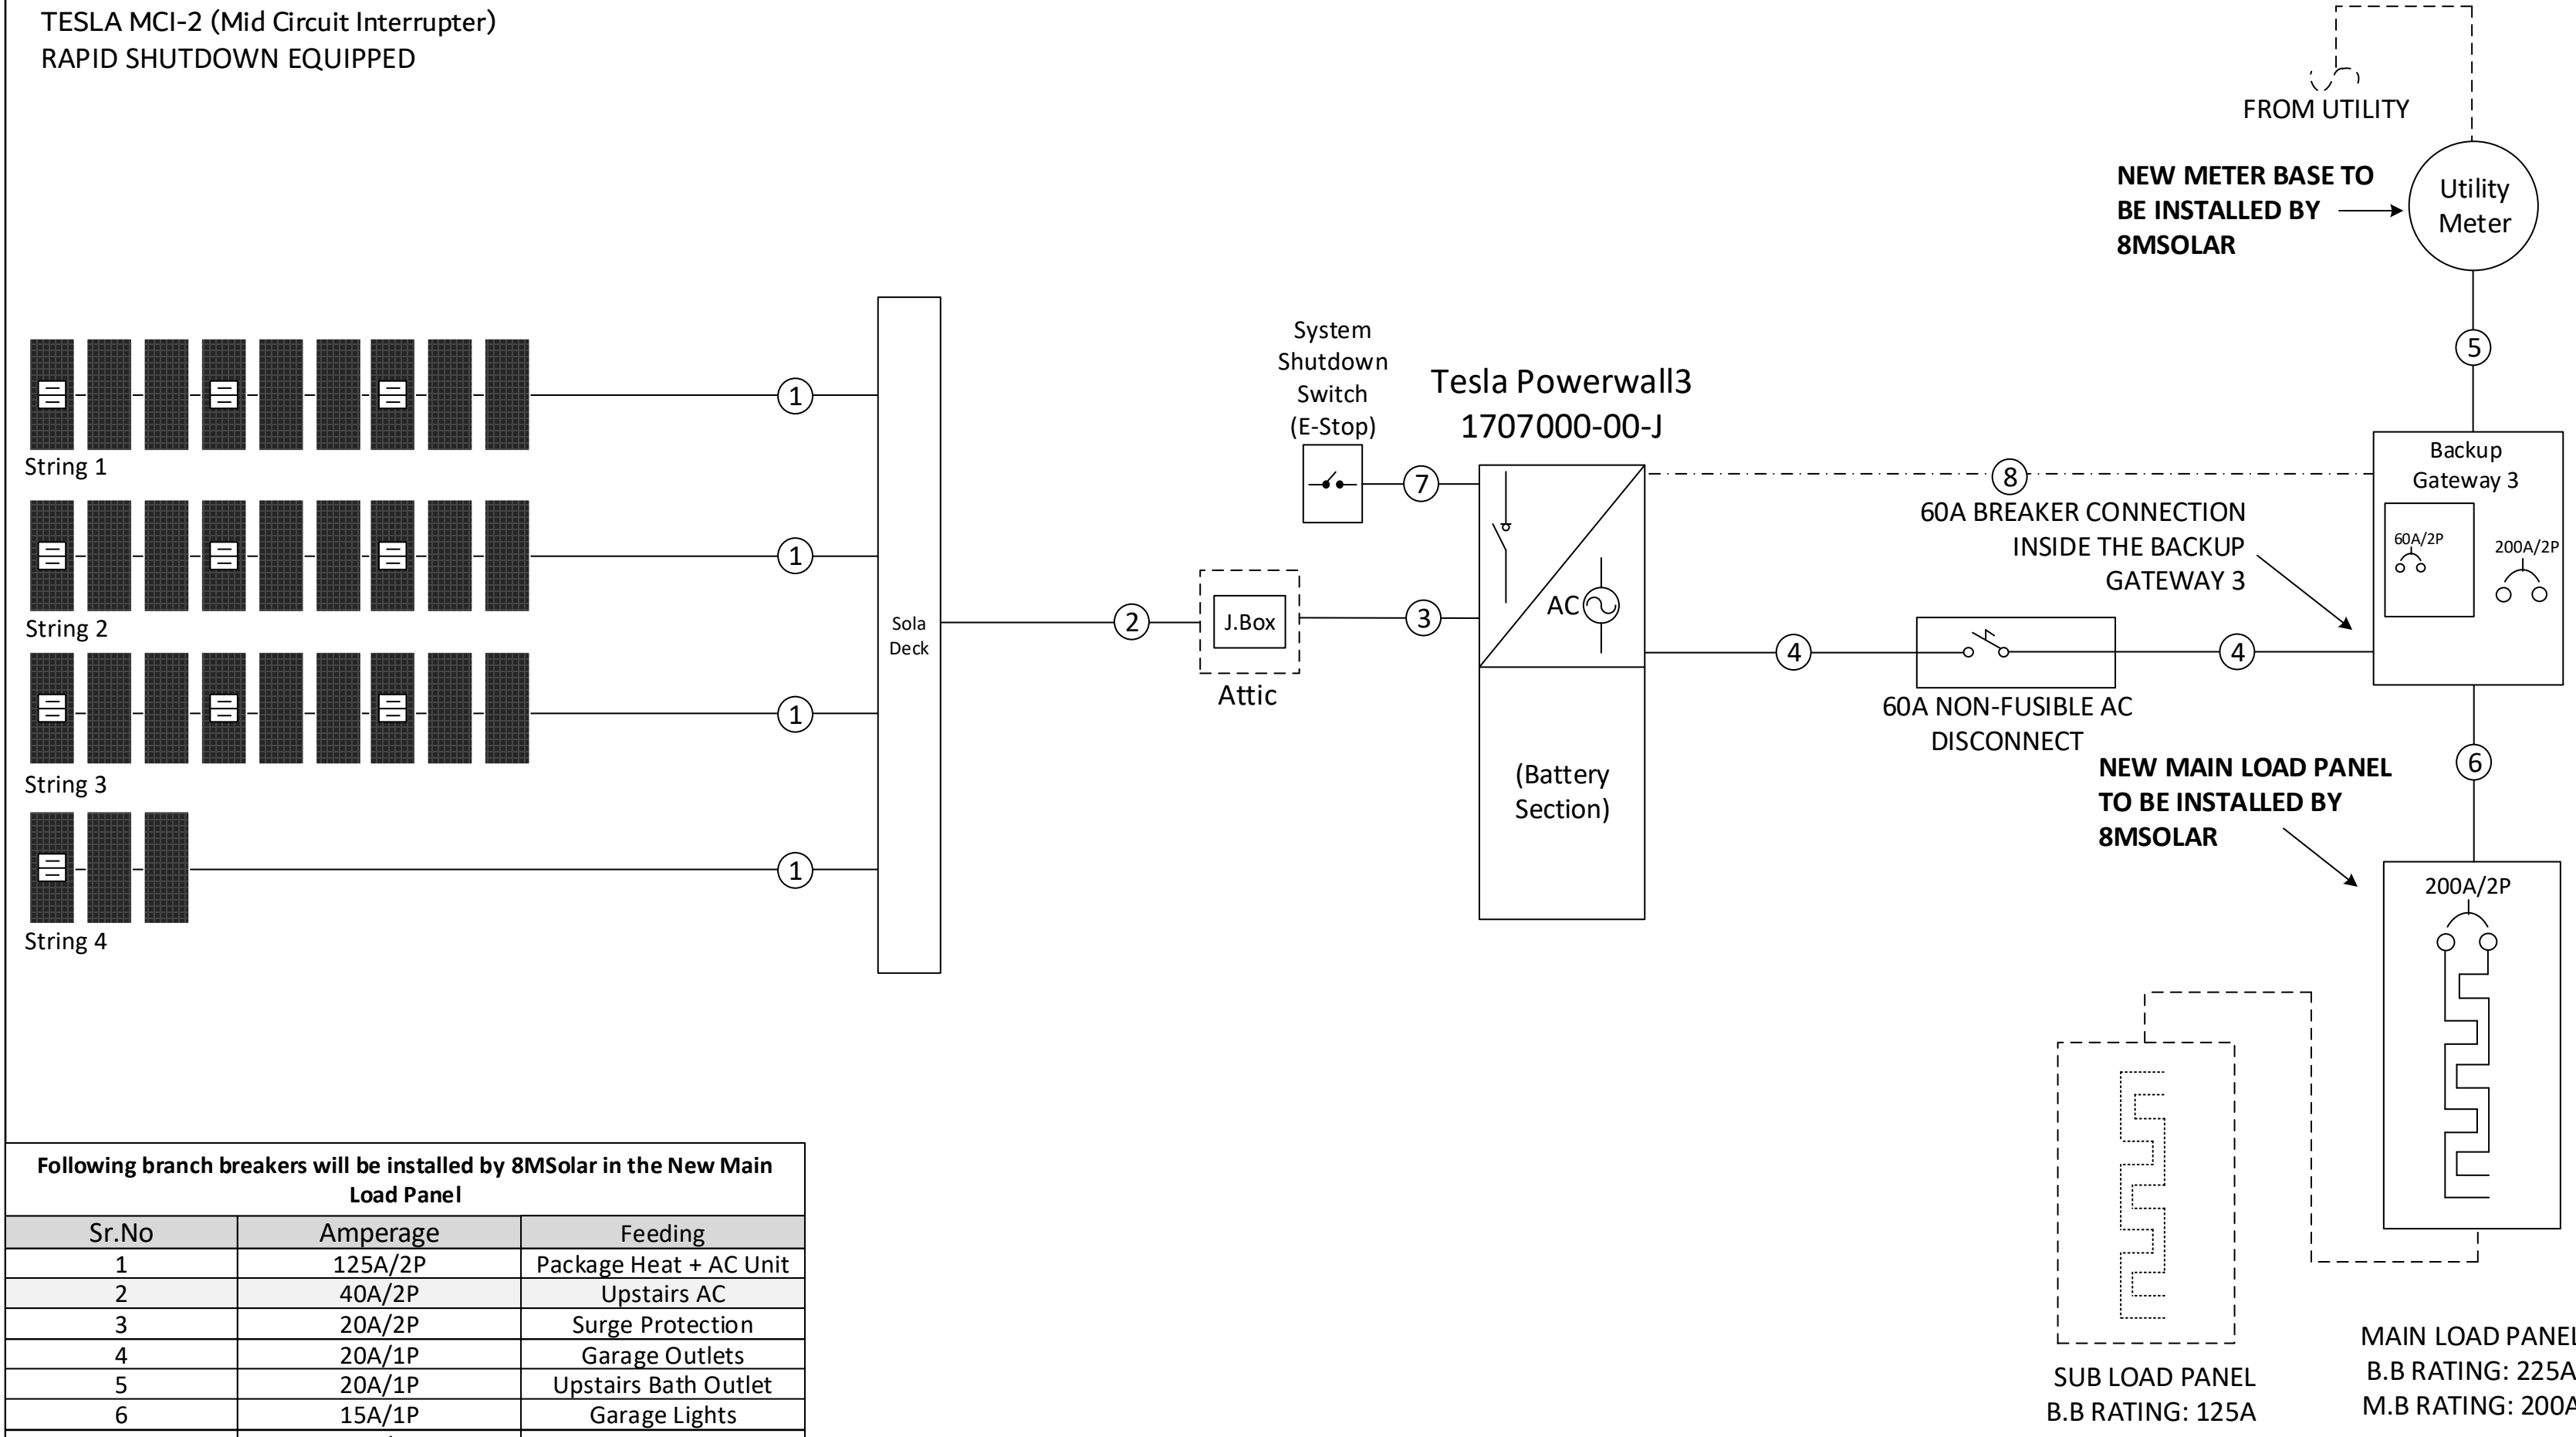 TESLA MCI-2 (Mid Circuit Interrupter)
RAPID SHUTDOWN EQUIPPED
FROM UTILITY
NEW METER BASE TO
BE INSTALLED BY
8MSOLAR
Utility
Meter
5
String 1
1
String 2
1
String 3
1
String 4
1
Sola
Deck
2
J.Box
Attic
3
System
Shutdown
Switch
(E-Stop)
7
Tesla Powerwall3
1707000-00-J
AC
(Battery
Section)
8
60A BREAKER CONNECTION
INSIDE THE BACKUP
GATEWAY 3
4
60A NON-FUSIBLE AC
DISCONNECT
4
Backup
Gateway 3
60A/2P
200A/2P
6
NEW MAIN LOAD PANEL
TO BE INSTALLED BY
8MSOLAR
200A/2P
SUB LOAD PANEL
B.B RATING: 125A
MAIN LOAD PANEL
B.B RATING: 225A
M.B RATING: 200A
Following branch breakers will be installed by 8MSolar in the New Main
Load Panel
Sr.No Amperage Feeding
1 125A/2P Package Heat + AC Unit
2 40A/2P Upstairs AC
3 20A/2P Surge Protection
4 20A/1P Garage Outlets
5 20A/1P Upstairs Bath Outlet
6 15A/1P Garage Lights